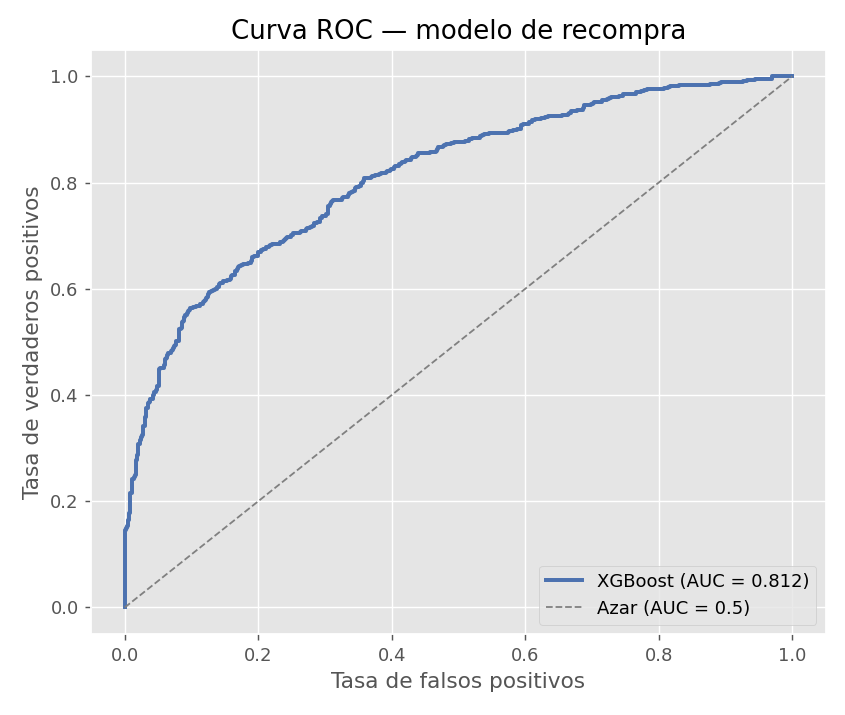 Curva ROC — modelo de recompra
Tasa de verdaderos positivos
1.0
0.8
0.6
0.4
0.2
0.0
XGBoost (AUC = 0.812)
Azar (AUC = 0.5)
0.0 0.2 0.4 0.6 0.8 1.0
Tasa de falsos positivos